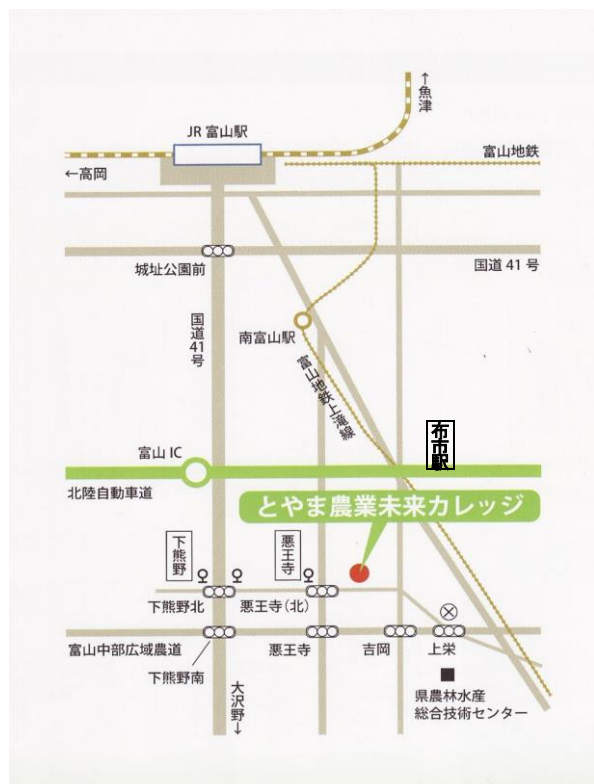 ↑魚津
JR富山駅
富山地鉄
←高岡
城址公園前
国道41号
国道41号
南富山駅
富山地鉄上滝線
布市駅
富山IC
北陸自動車道
とやま農業未来カレッジ
下熊野
悪王寺
下熊野北
悪王寺(北)
富山中部広域農道
悪王寺
吉岡
上栄
下熊野南
大沢野↓
県農林水産
総合技術センター